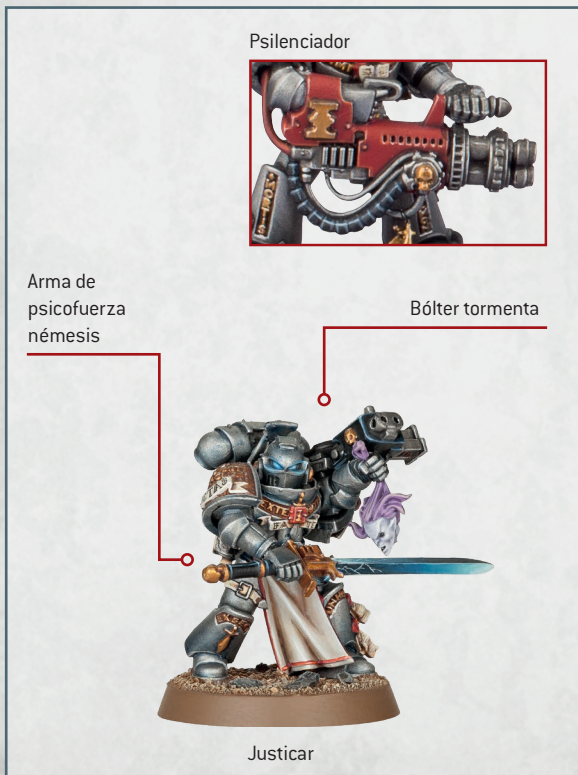 Psilenciador
Arma de
psicofuerza
némesis
Bólter tormenta
Justicar